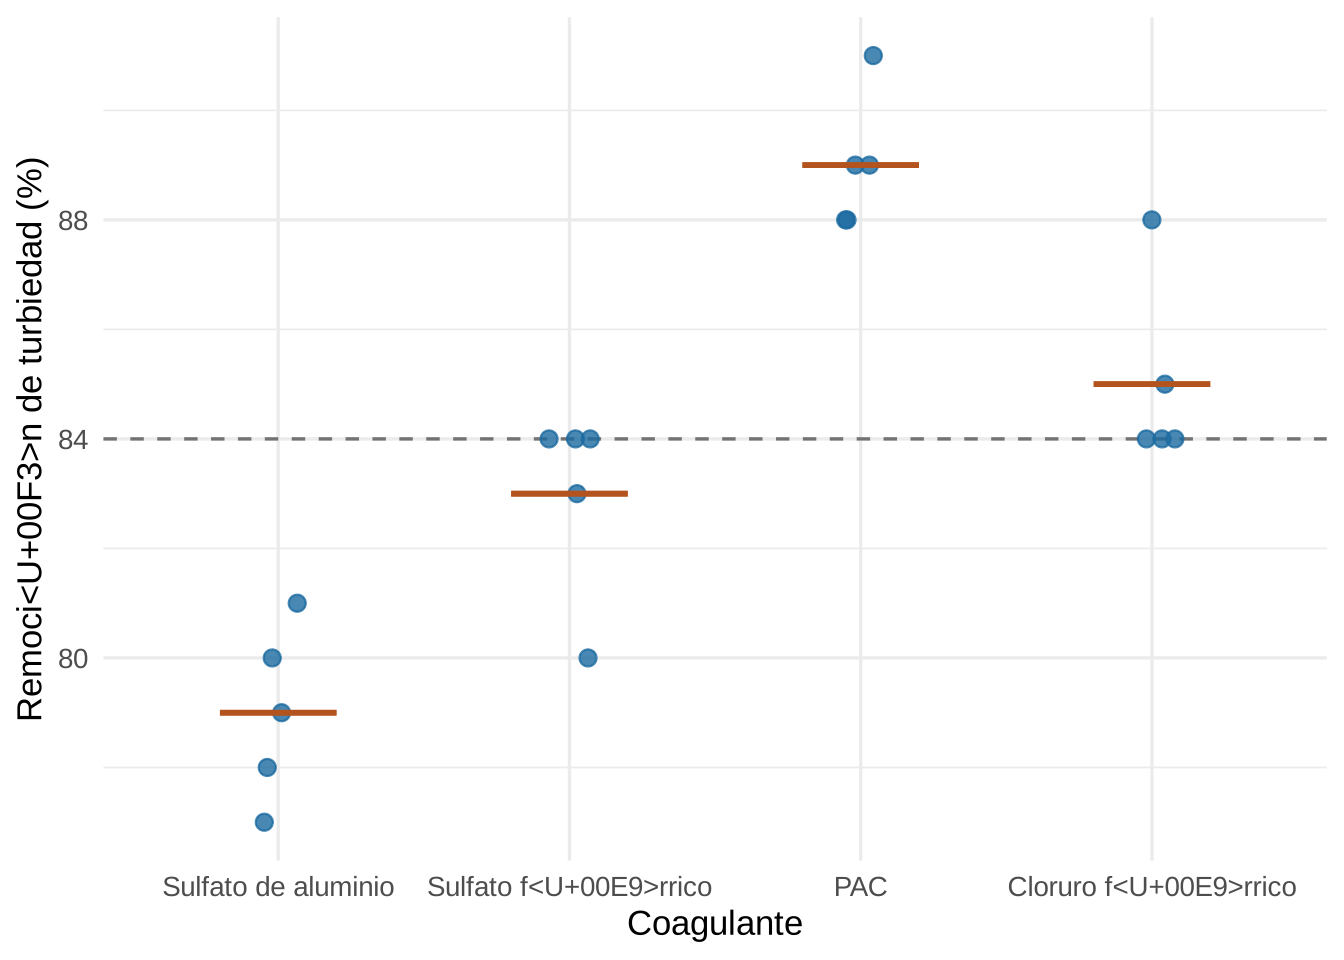 Remoci<U+00F3>n de turbiedad (%)
88
84
80
Sulfato de aluminio
Sulfato f<U+00E9>rrico
PAC
Cloruro f<U+00E9>rrico
Coagulante